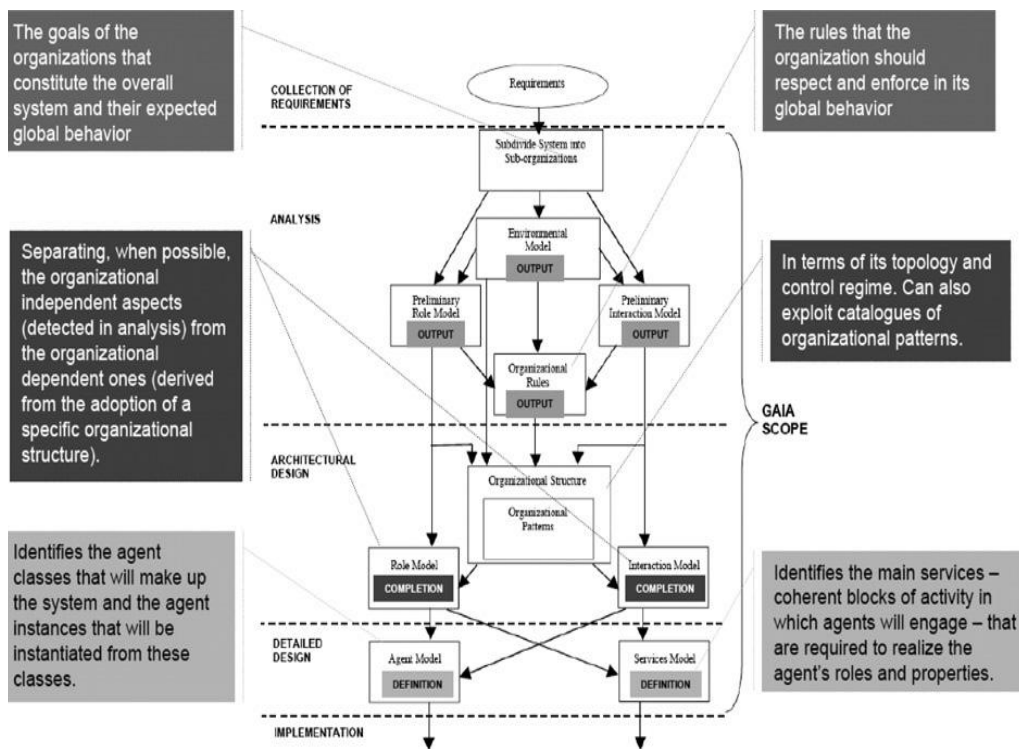 The goals of the
organizations that
constitute the overall
system and their expected
global behavior
The rules that the
organization should
respect and enforce in its
global behavior
COLLECTION OF
REQUIREMENTS
Requirements
Subdivide System into
Sub-organizations
ANALYSIS
Environmental
Model
OUTPUT
Separating, when possible,
the organizational
independent aspects
(detected in analysis) from
the organizational
dependent ones (derived
from the adoption of a
specific organizational
structure).
Preliminary
Role Model
OUTPUT
Preliminary
Interaction Model
OUTPUT
In terms of its topology and
control regime. Can also
exploit catalogues of
organizational patterns.
Organizational
Rules
OUTPUT
GAIA
SCOPE
ARCHITECTURAL
DESIGN
Organizational Structure
Organizational
Patterns
Role Model
COMPLETION
Interaction Model
COMPLETION
Identifies the agent
classes that will make up
the system and the agent
instances that will be
instantiated from these
classes.
Identifies the main services –
coherent blocks of activity in
which agents will engage – that
are required to realize the
agent's roles and properties.
DETAILED
DESIGN
Agent Model
DEFINITION
Services Model
DEFINITION
IMPLEMENTATION